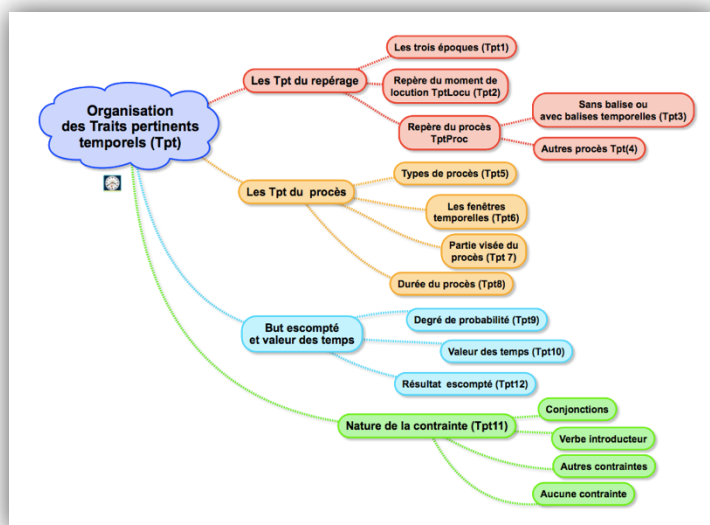 Organisation
des Traits pertinents
temporels (Tpt)
Les Tpt du repérage
Les trois époques (Tpt1)
Repère du moment de
locution TptLocu (Tpt2)
Repère du procès
TptProc
Sans balise ou
avec balises temporelles (Tpt3)
Autres procès Tpt(4)
Les Tpt du procès
Types de procès (Tpt5)
Les fenêtres
temporelles (Tpt6)
Partie visée du
procès (Tpt 7)
Durée du procès (Tpt8)
But escompté
et valeur des temps
Degré de probabilité (Tpt9)
Valeur des temps (Tpt10)
Résultat escompté (Tpt12)
Nature de la contrainte (Tpt11)
Conjonctions
Verbe introducteur
Autres contraintes
Aucune contrainte